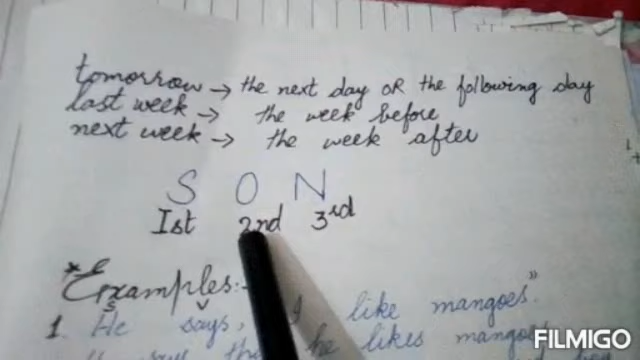 tomorrow → the next day OR the following day
last week → the week before
next week → the week after
S O N
Ist 2nd 3rd
*Examples:-
S V
1. He says, "I like mangoes".
he likes mangoes
FILMIGO